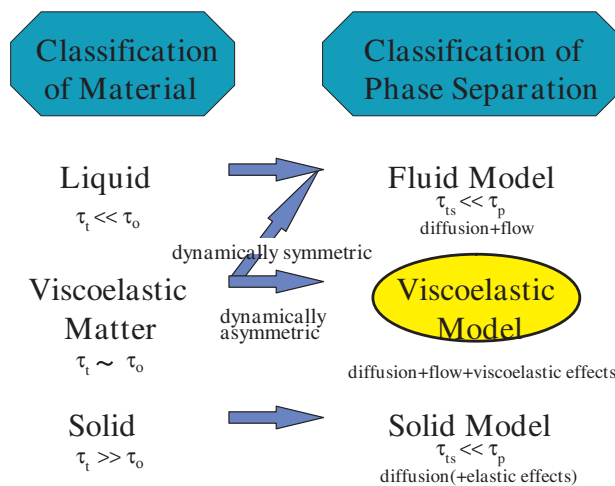 Classification
of Material
Classification of
Phase Separation
Liquid
τt << τo
Fluid Model
τts << τp
diffusion+flow
dynamically symmetric
Viscoelastic
Matter
τt ~ τo
dynamically
asymmetric
Viscoelastic
Model
diffusion+flow+viscoelastic effects
Solid
τt >> τo
Solid Model
τts << τp
diffusion(+elastic effects)